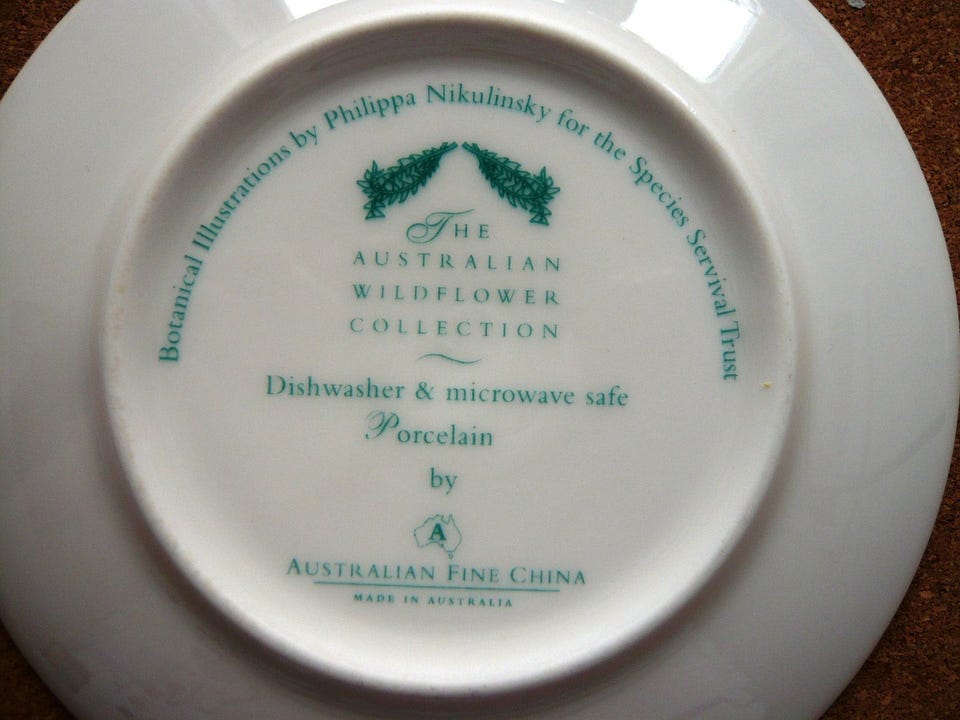 Botanical Illustrations by Philippa Nikulinsky for the Species Servival Trust
THE
AUSTRALIAN
WILDFLOWER
COLLECTION
Dishwasher & microwave safe
Porcelain
by
A
AUSTRALIAN FINE CHINA
MADE IN AUSTRALIA